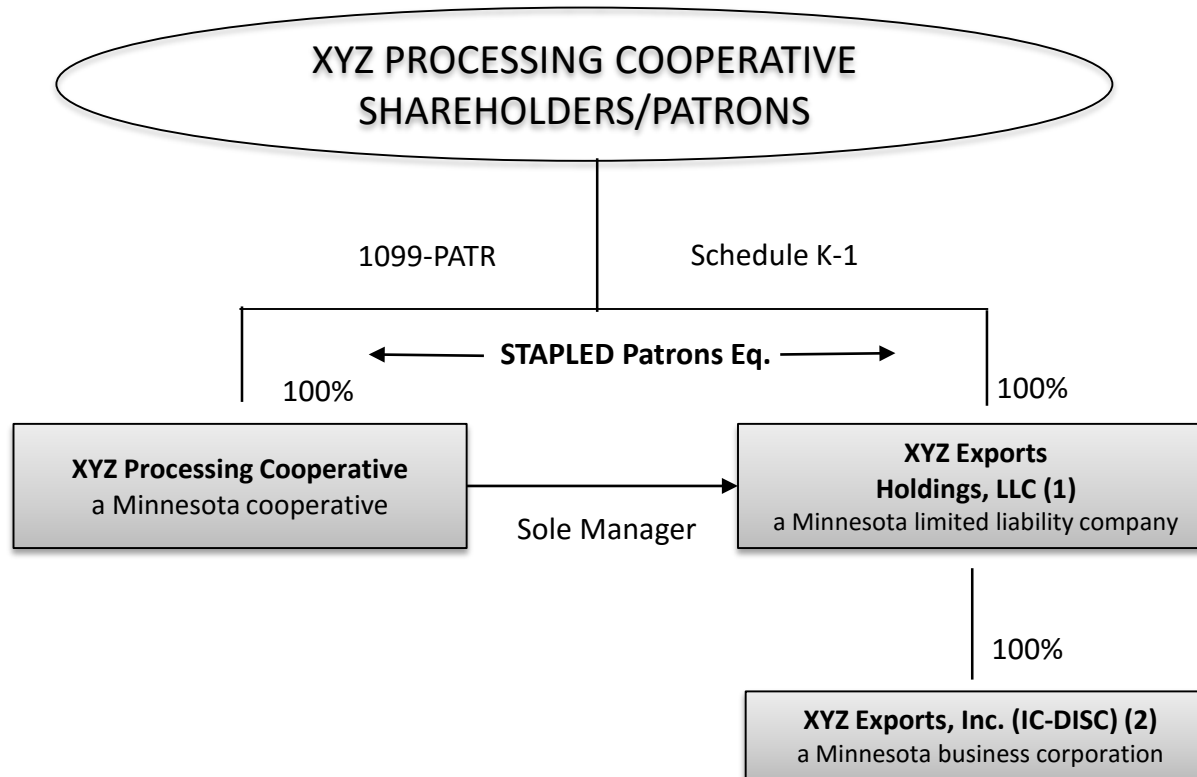 XYZ PROCESSING COOPERATIVE
SHAREHOLDERS/PATRONS
1099-PATR
Schedule K-1
STAPLED Patrons Eq.
100%
100%
XYZ Processing Cooperative
a Minnesota cooperative
Sole Manager
XYZ Exports
Holdings, LLC (1)
a Minnesota limited liability company
100%
XYZ Exports, Inc. (IC-DISC) (2)
a Minnesota business corporation